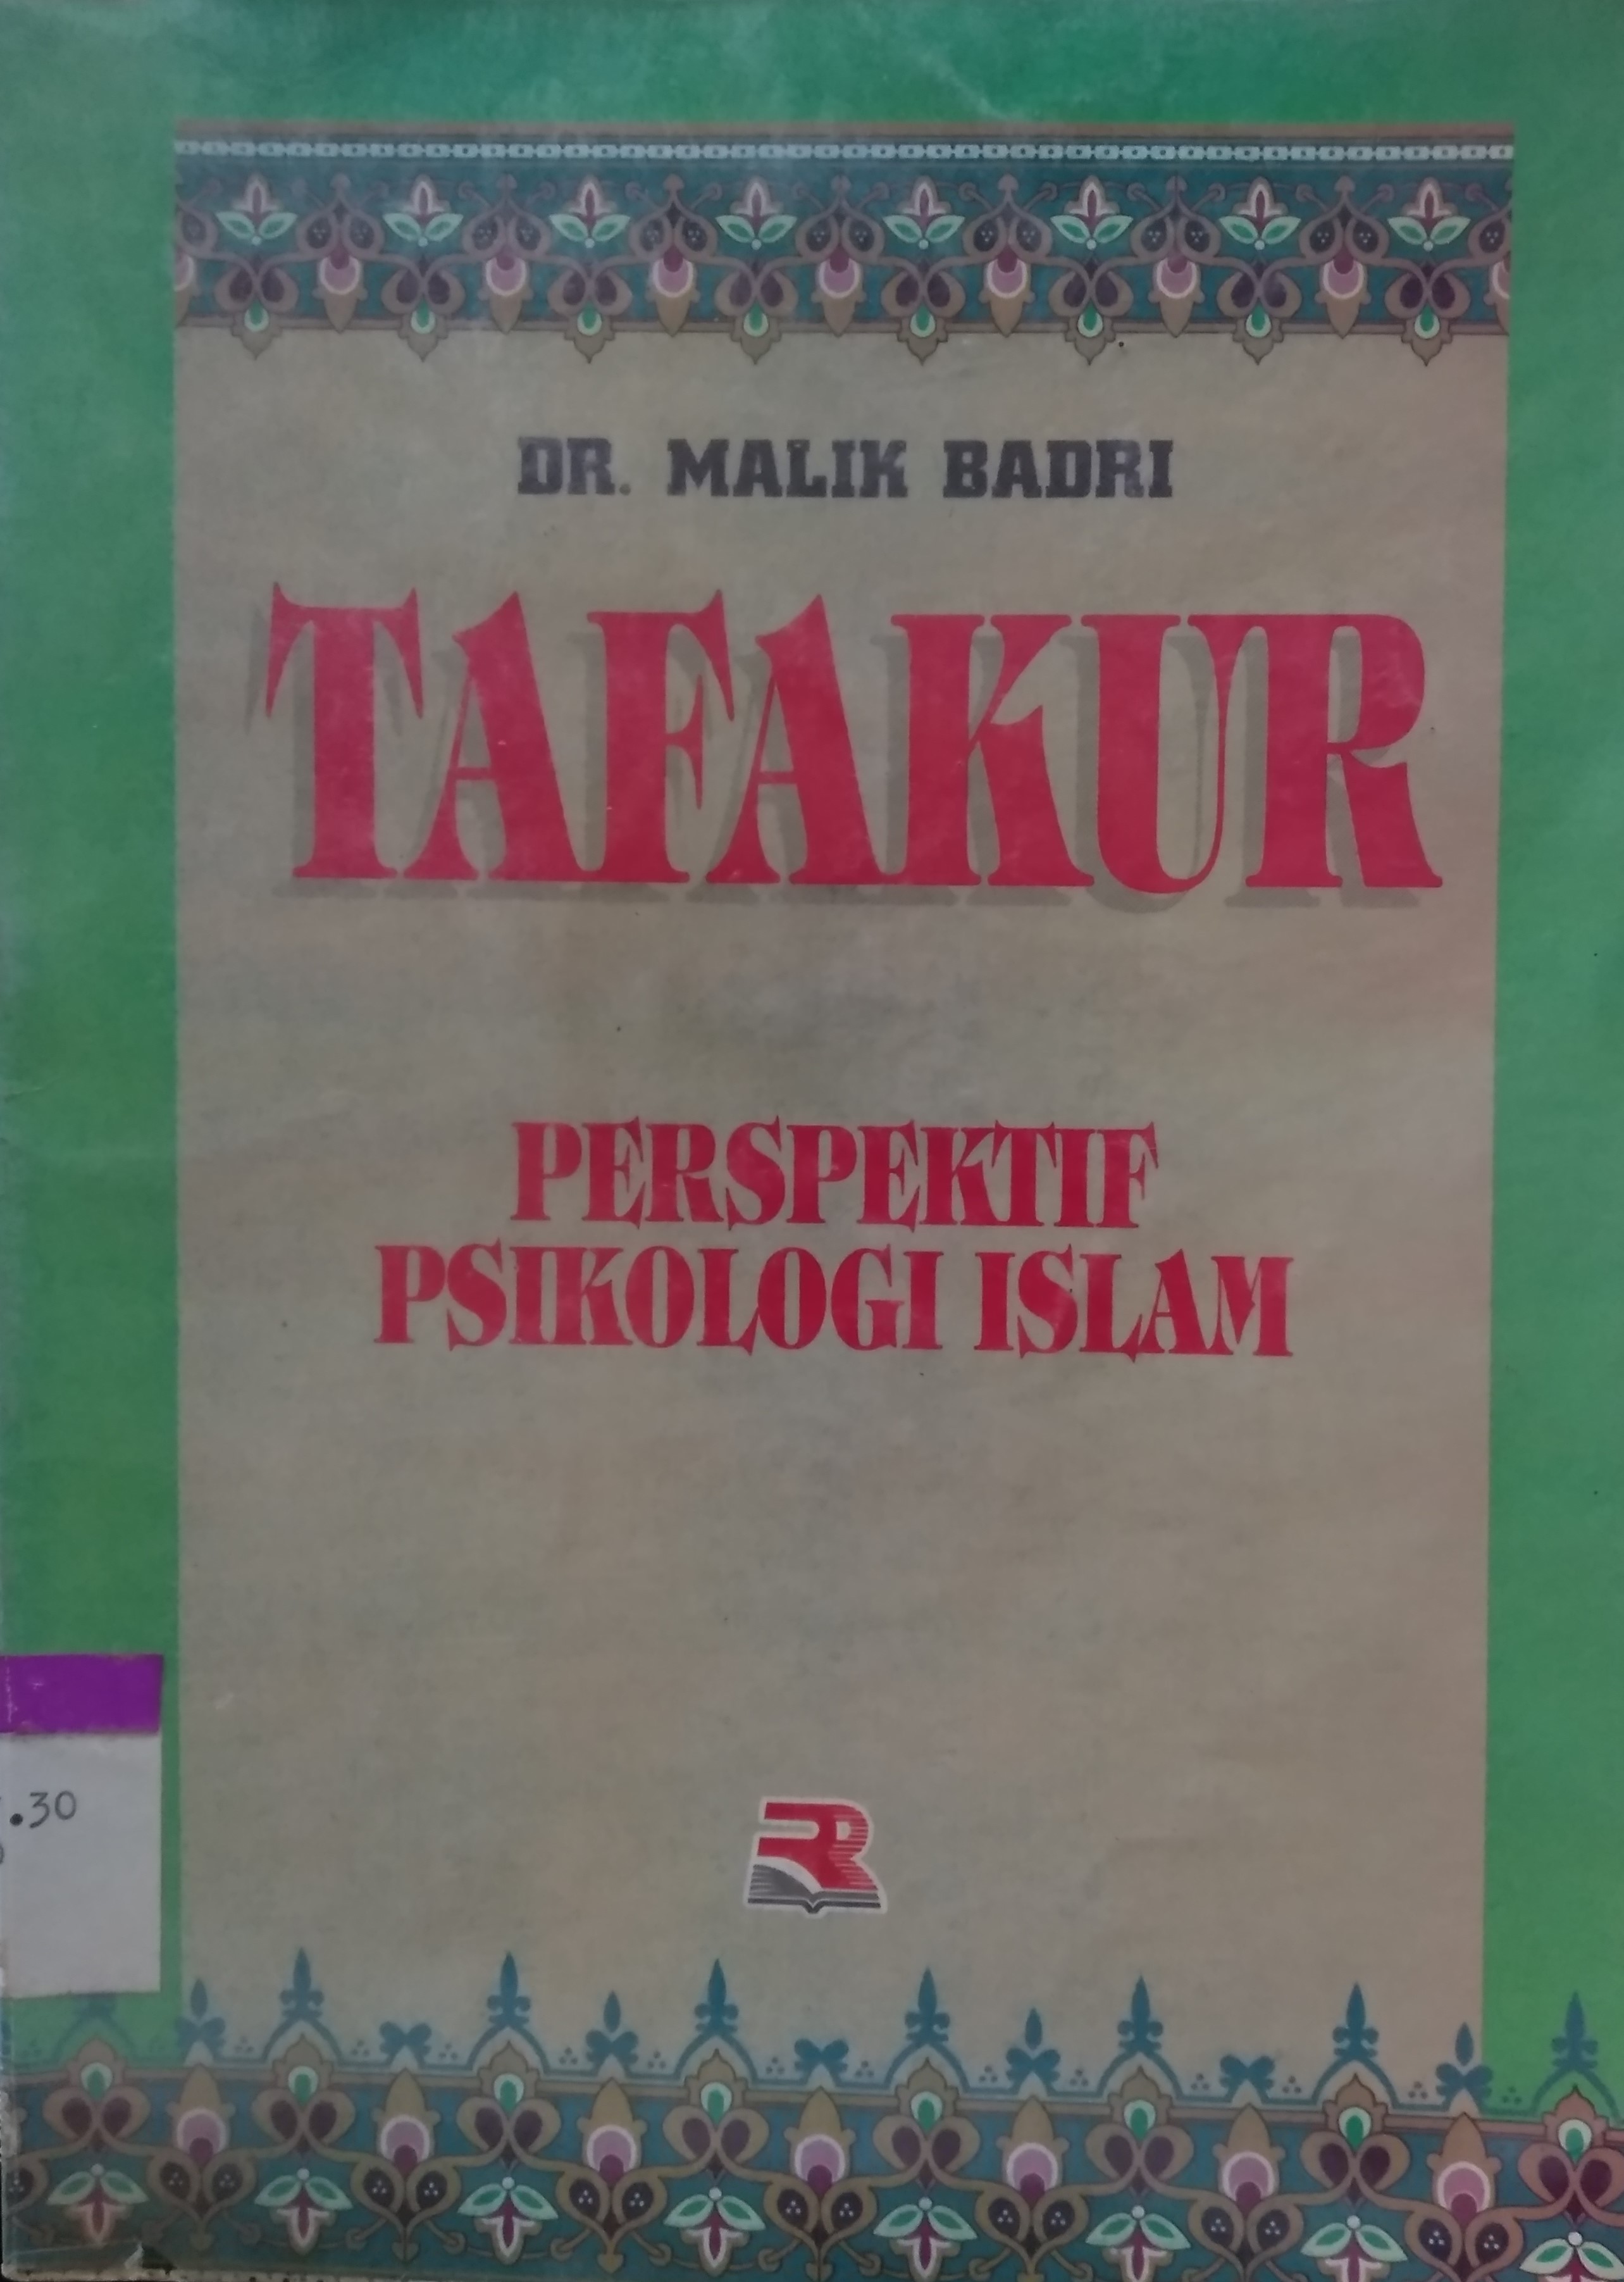 DR. MALIK BADRI
TAFAKUR
PERSPEKTIF
PSIKOLOGI ISLAM
.30
R